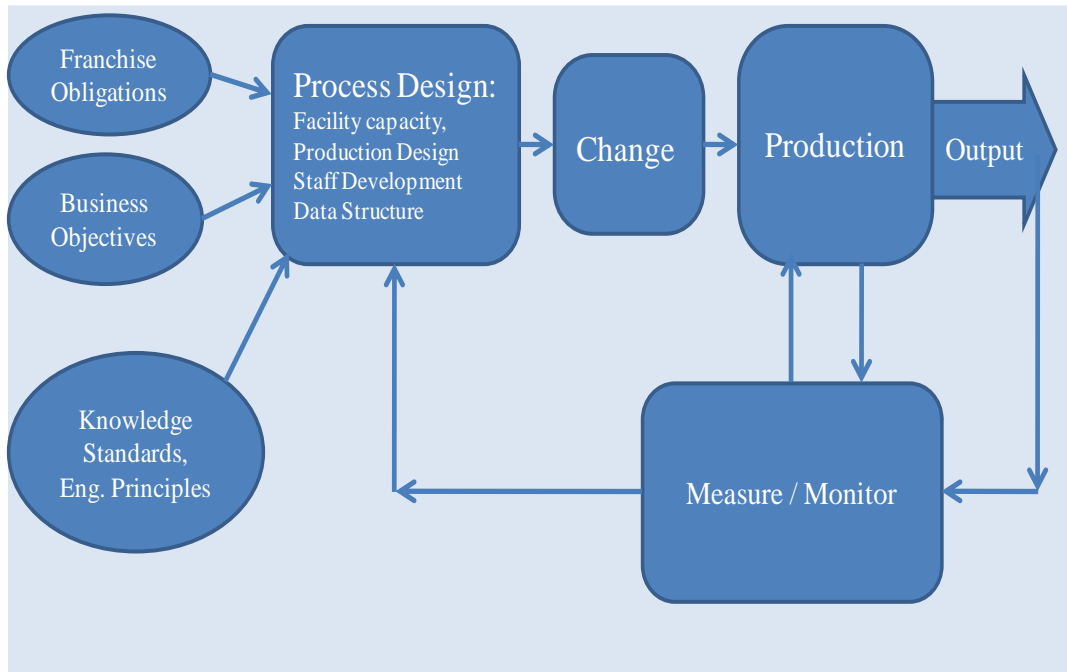 Franchise
Obligations
Process Design:
Facility capacity,
Production Design
Staff Development
Data Structure
Change
Production
Output
Business
Objectives
Knowledge
Standards,
Eng. Principles
Measure / Monitor